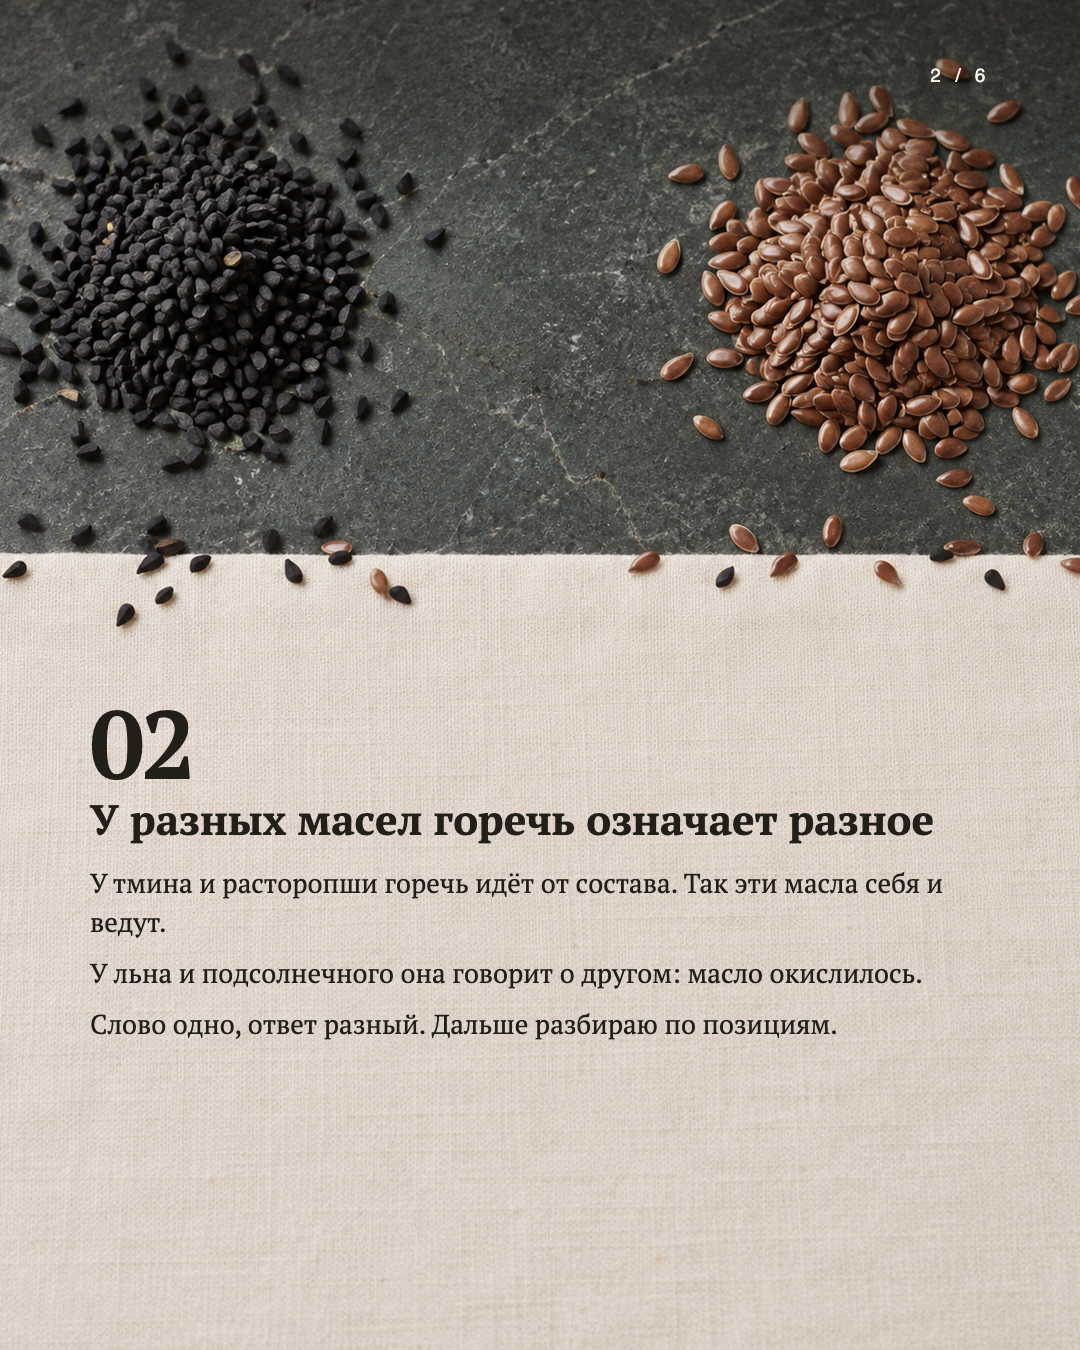 2 / 6
02
У разных масел горечь означает разное
У тмина и расторопши горечь идёт от состава. Так эти масла себя и
ведут.
У льна и подсолнечного она говорит о другом: масло окислилось.
Слово одно, ответ разный. Дальше разбираю по позициям.